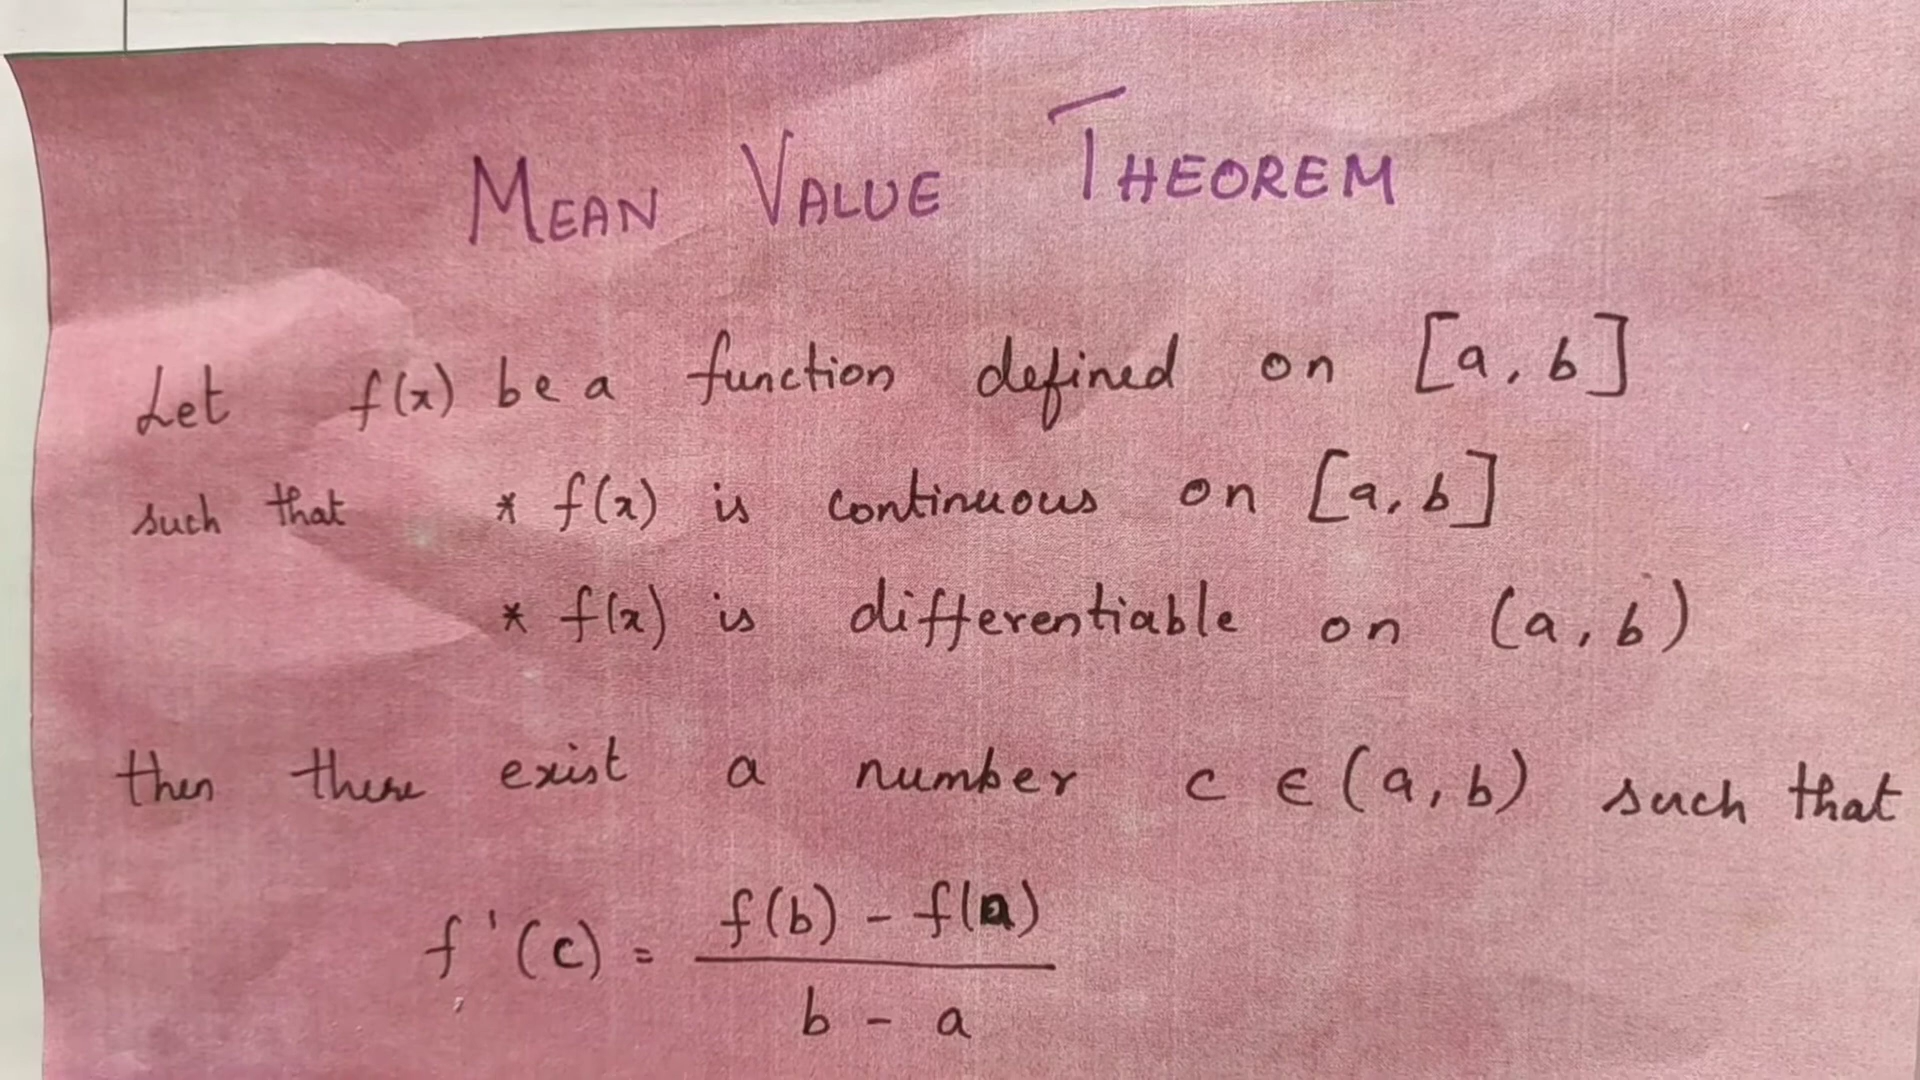 MEAN VALUE THEOREM
Let f(x) be a function defined on [a, b]
such that * f(x) is continuous on [a, b]
* f(x) is differentiable on (a, b)
then there exist a number c ∈ (a, b) such that
f'(c) = f(b) - f(a)
b - a